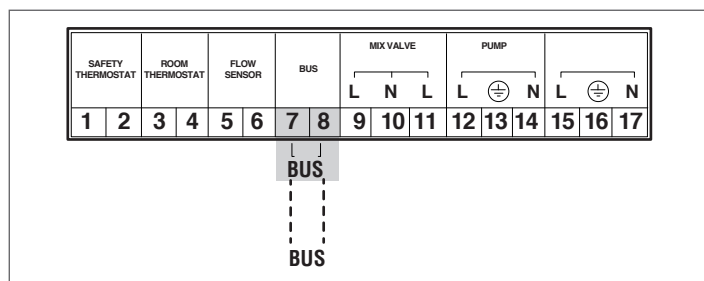 SAFETY THERMOSTAT ROOM THERMOSTAT FLOW SENSOR BUS MIX VALVE PUMP
L N L L N L N
1 2 3 4 5 6 7 8 9 10 11 12 13 14 15 16 17
BUS
BUS